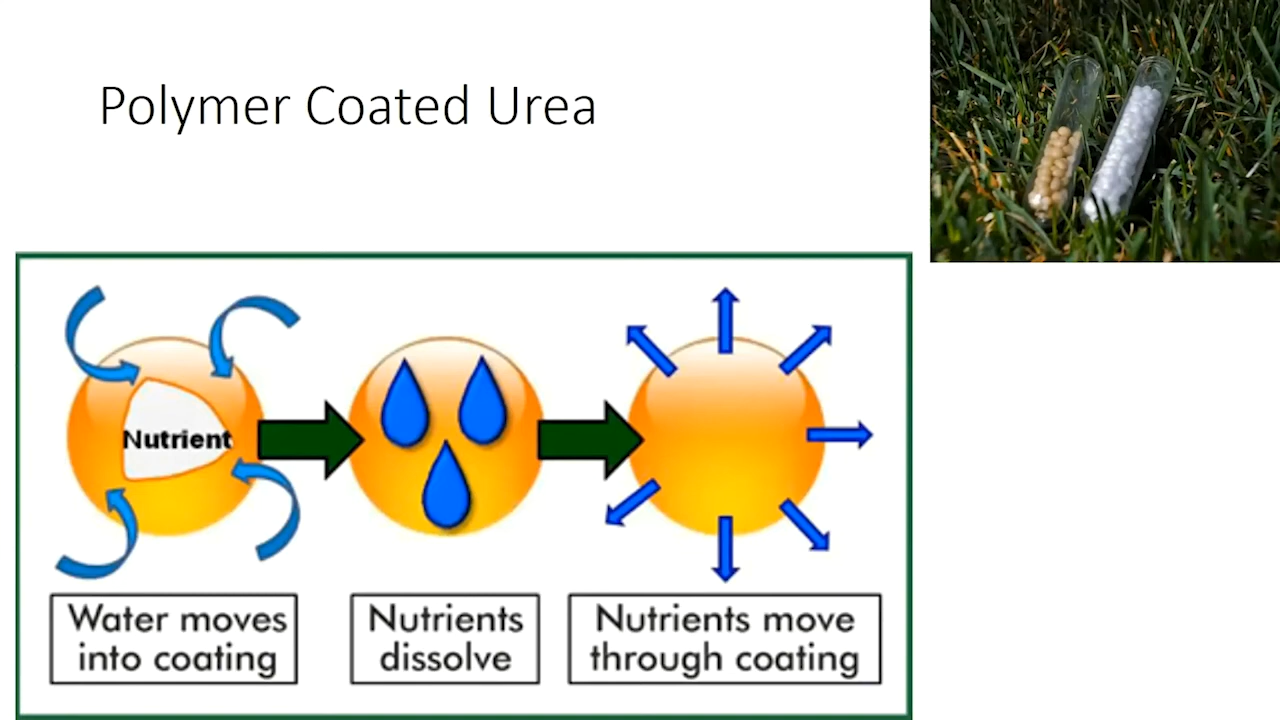 Polymer Coated Urea
Nutrient
Water moves
into coating
Nutrients
dissolve
Nutrients move
through coating